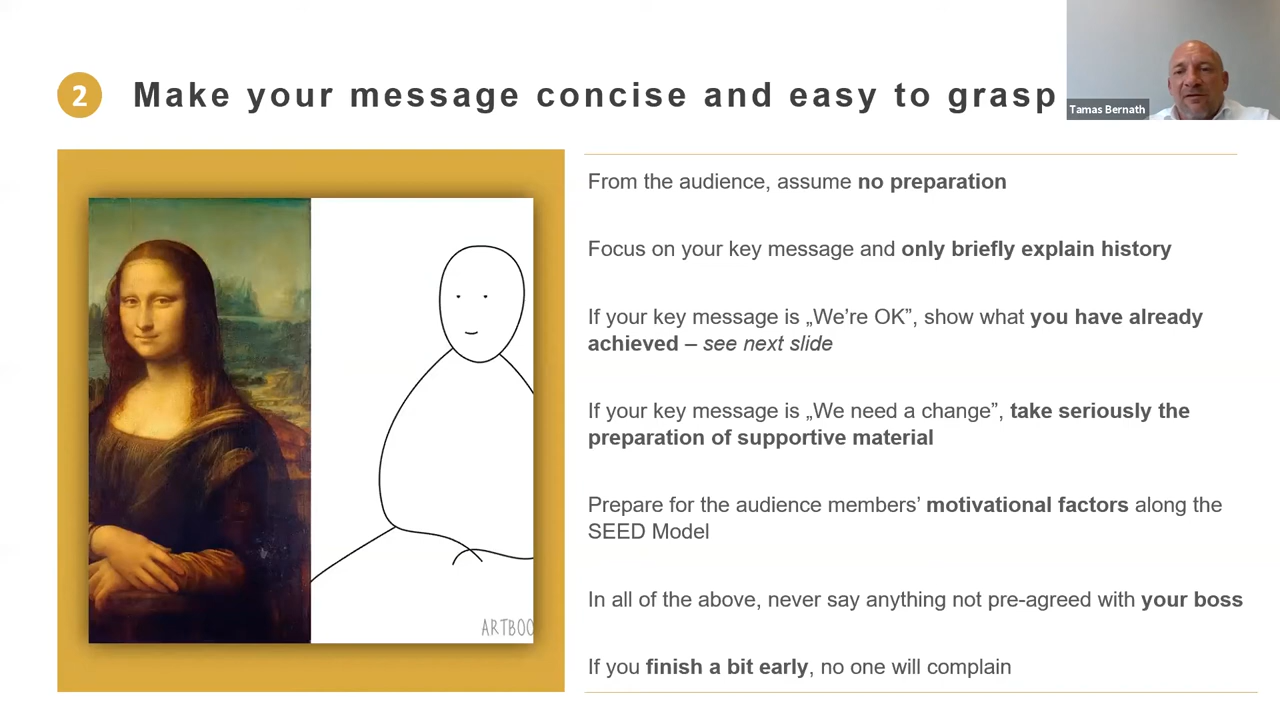 2 Make your message concise and easy to grasp
Tamas Bernath
From the audience, assume no preparation
Focus on your key message and only briefly explain history
If your key message is „We’re OK”, show what you have already
achieved – see next slide
If your key message is „We need a change”, take seriously the
preparation of supportive material
Prepare for the audience members’ motivational factors along the
SEED Model
In all of the above, never say anything not pre-agreed with your boss
If you finish a bit early, no one will complain
ARTBOO